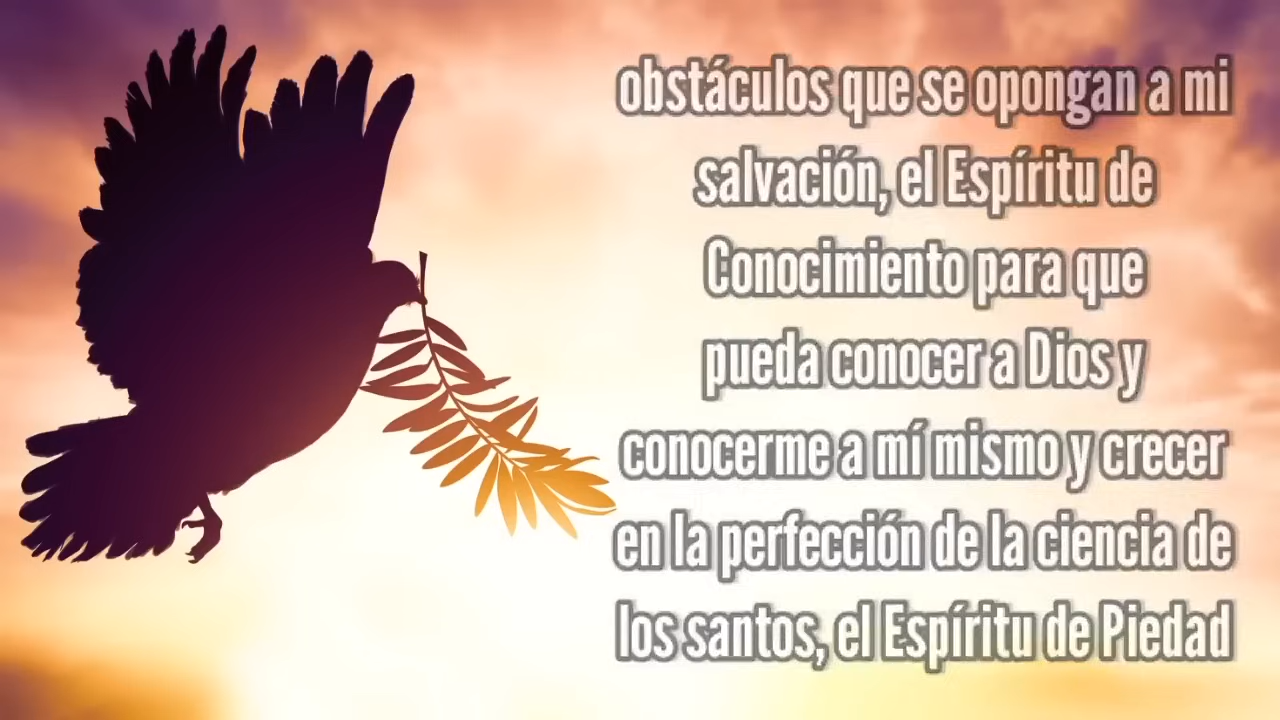 obstáculos que se opongan a mi
salvación, el Espíritu de
Conocimiento para que
pueda conocer a Dios y
conocerme a mí mismo y crecer
en la perfección de la ciencia de
los santos, el Espíritu de Piedad